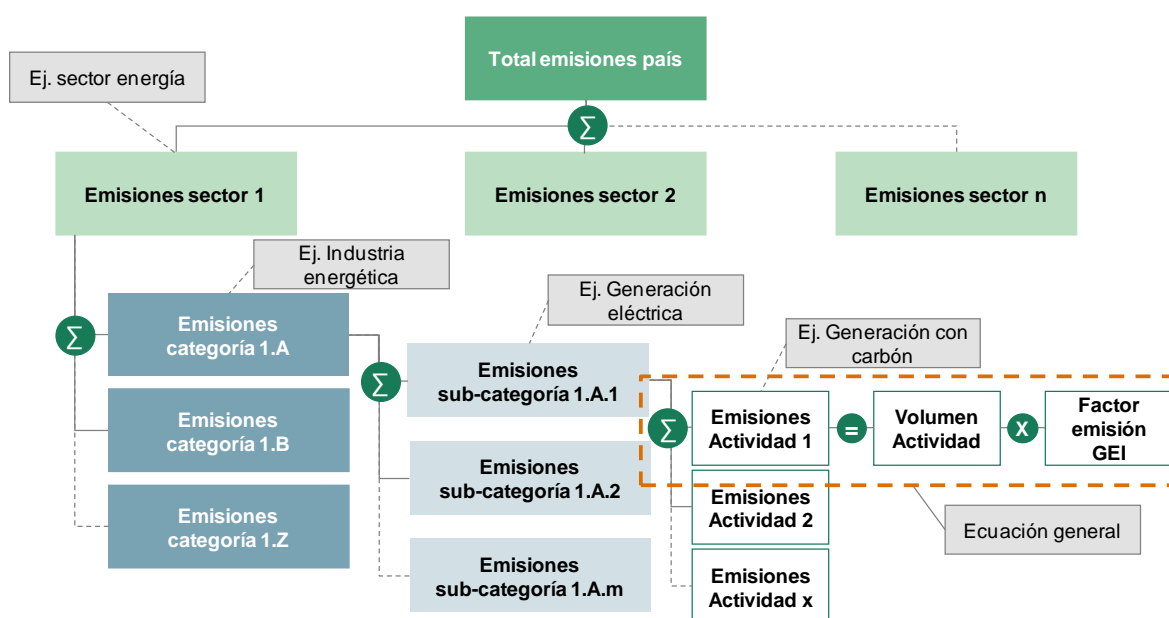 Total emisiones país
Ej. sector energía
∑
Emisiones sector 1
Emisiones sector 2
Emisiones sector n
Ej. Industria
energética
Ej. Generación
eléctrica
Ej. Generación con
carbón
∑
Emisiones
categoría 1.A
Emisiones
categoría 1.B
Emisiones
categoría 1.Z
∑
Emisiones
sub-categoría 1.A.1
Emisiones
sub-categoría 1.A.2
Emisiones
sub-categoría 1.A.m
∑
Emisiones
Actividad 1
=
Volumen
Actividad
X
Factor
emisión
GEI
Emisiones
Actividad 2
Emisiones
Actividad x
Ecuación general